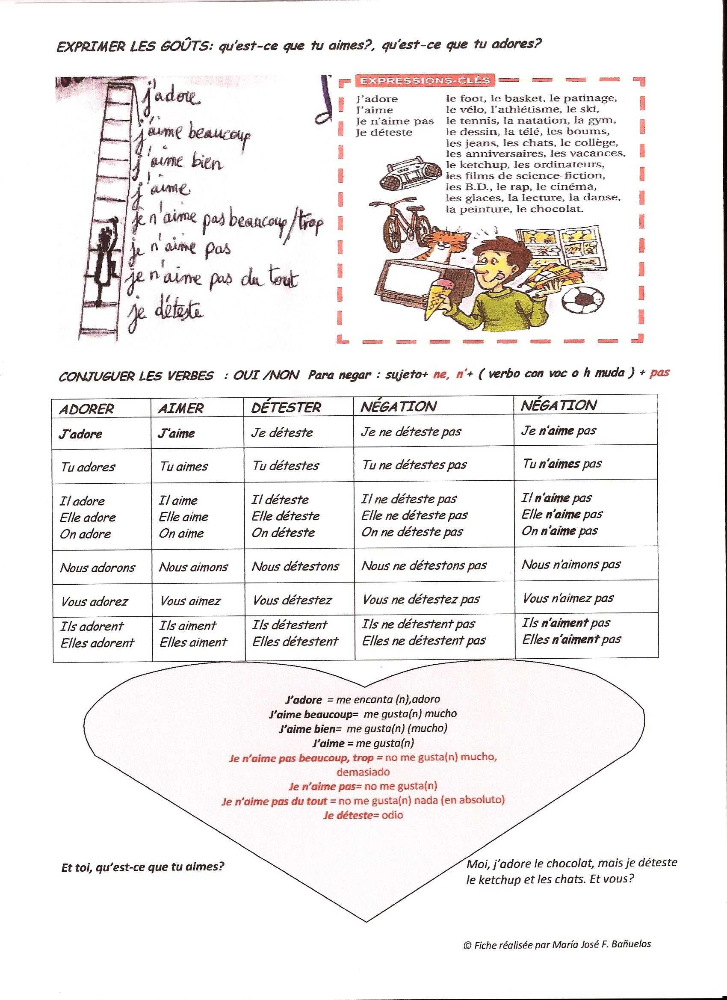 EXPRIMER LES GOÛTS: qu'est-ce que tu aimes?, qu'est-ce que tu adores?
j'adore
j'aime beaucoup
j'aime bien
j'aime
je n'aime pas beaucoup/trop
je n'aime pas
je n'aime pas du tout
je déteste
EXPRESSIONS-CLÉS
J'adore
J'aime
Je n'aime pas
Je déteste
le foot, le basket, le patinage,
le vélo, l'athlétisme, le ski,
le tennis, la natation, la gym,
le dessin, la télé, les boums,
les jeans, les chats, le collège,
les anniversaires, les vacances,
le ketchup, les ordinateurs,
les films de science-fiction,
les B.D., le rap, le cinéma,
les glaces, la lecture, la danse,
la peinture, le chocolat.
CONJUGUER LES VERBES : OUI /NON Para negar : sujeto+ ne, n'+ ( verbo con voc o h muda ) + pas
ADORER AIMER DÉTESTER NÉGATION NÉGATION
J'adore J'aime Je déteste Je ne déteste pas Je n'aime pas
Tu adores Tu aimes Tu détestes Tu ne détestes pas Tu n'aimes pas
Il adore Il aime Il déteste Il ne déteste pas Il n'aime pas
Elle adore Elle aime Elle déteste Elle ne déteste pas Elle n'aime pas
On adore On aime On déteste On ne déteste pas On n'aime pas
Nous adorons Nous aimons Nous détestons Nous ne détestons pas Nous n'aimons pas
Vous adorez Vous aimez Vous détestez Vous ne détestez pas Vous n'aimez pas
Ils adorent Ils aiment Ils détestent Ils ne détestent pas Ils n'aiment pas
Elles adorent Elles aiment Elles détestent Elles ne détestent pas Elles n'aiment pas
J'adore = me encanta (n),adoro
J'aime beaucoup= me gusta(n) mucho
J'aime bien= me gusta(n) (mucho)
J'aime = me gusta(n)
Je n'aime pas beaucoup, trop = no me gusta(n) mucho,
demasiado
Je n'aime pas= no me gusta(n)
Je n'aime pas du tout = no me gusta(n) nada (en absoluto)
Je déteste= odio
Et toi, qu'est-ce que tu aimes?
Moi, j'adore le chocolat, mais je déteste
le ketchup et les chats. Et vous?
© Fiche réalisée par María José F. Bañuelos